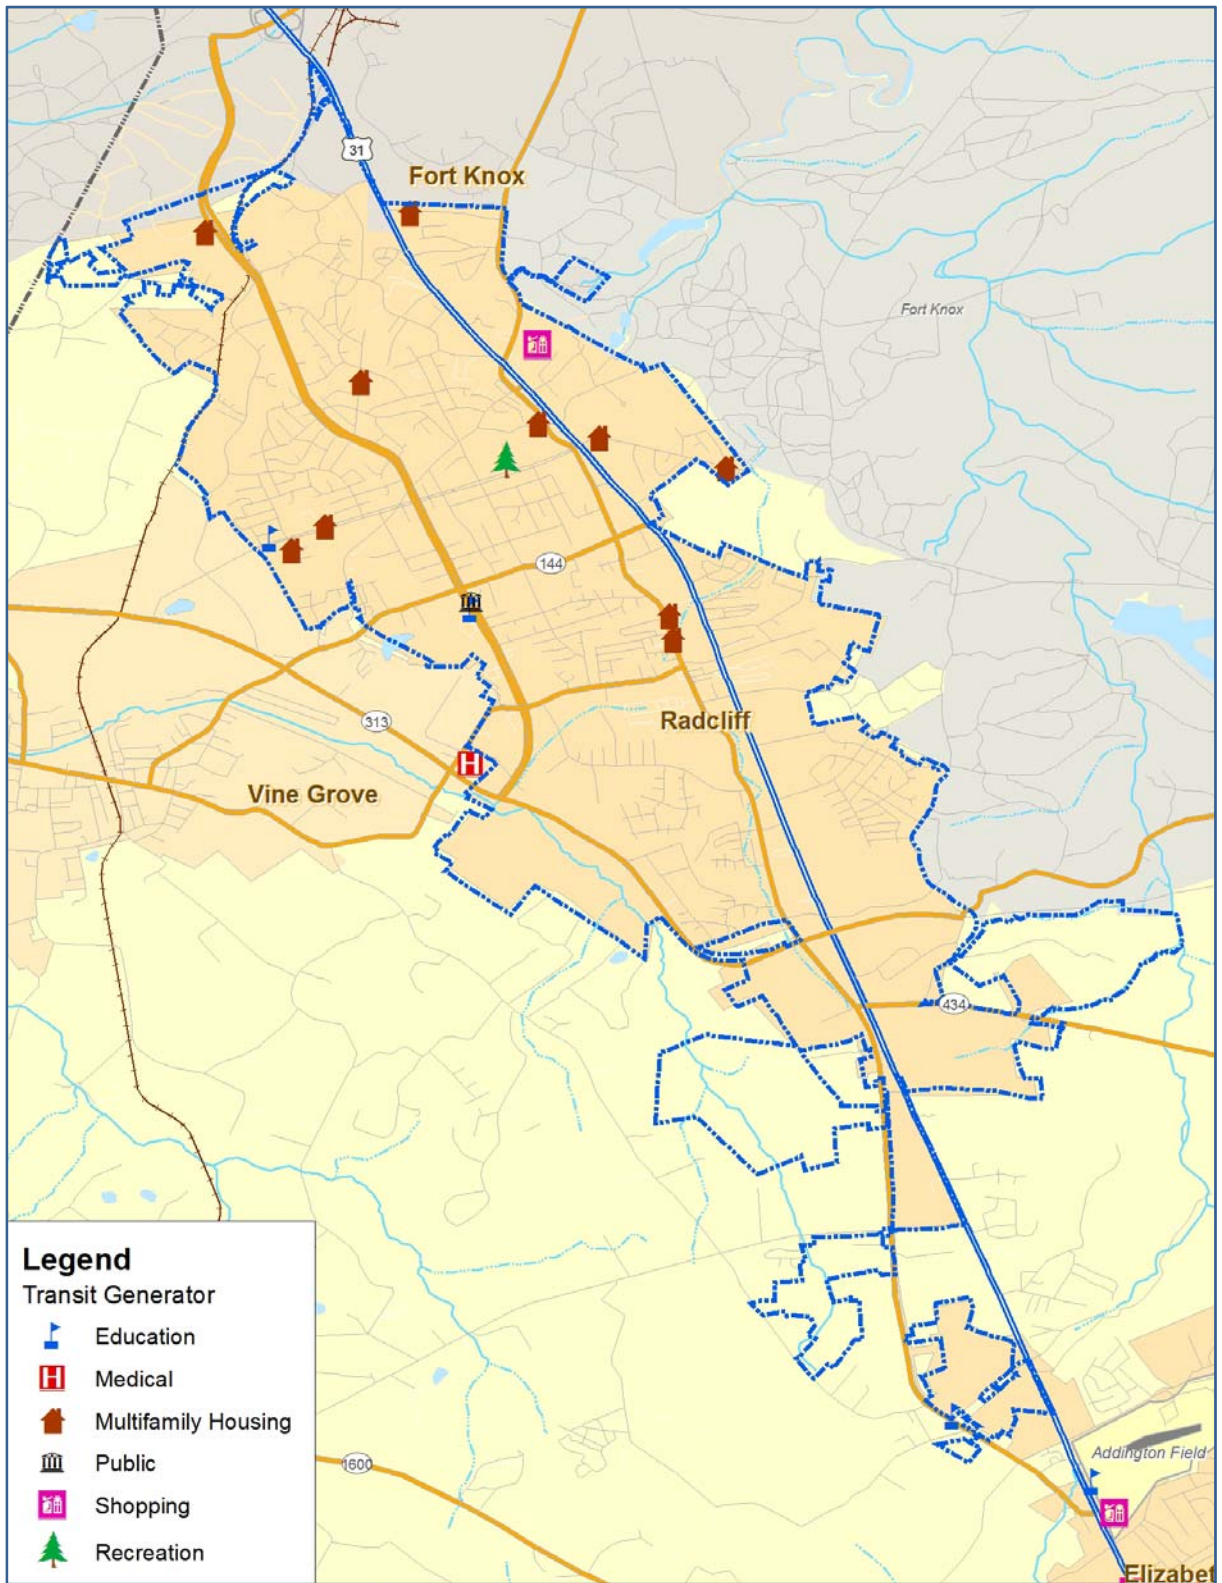 31
Fort Knox
Fort Knox
144
Radcliff
313
Vine Grove
434
Legend
Transit Generator
Education
H Medical
Multifamily Housing
Public
Shopping
Recreation
1600
Addington Field
H
Elizabet